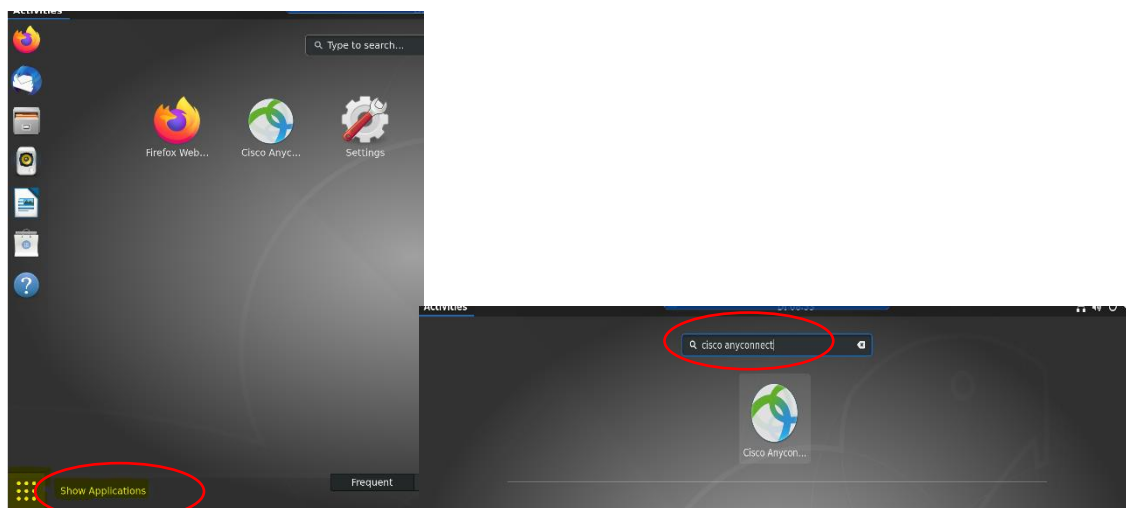 Activities
Type to search...
Firefox Web...
Cisco Anyc...
Settings
Show Applications
Frequent
Activities
cisco anyconnect
Cisco Anycon...